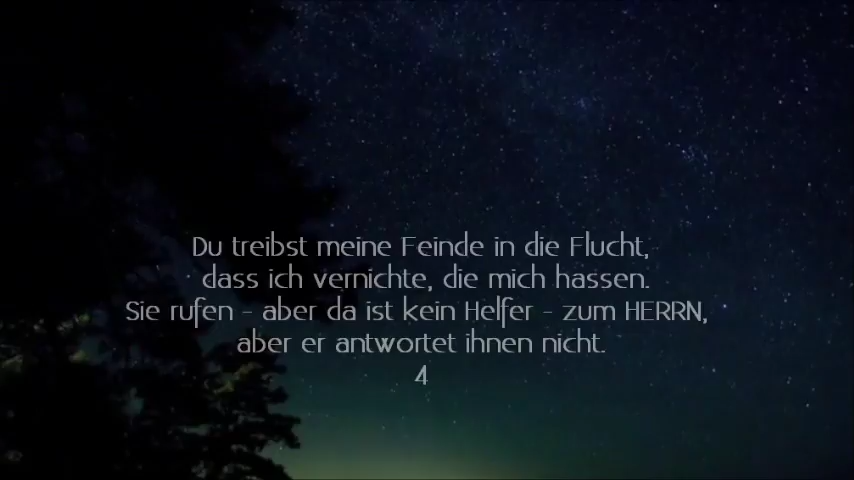 Du treibst meine Feinde in die Flucht,
dass ich vernichte, die mich hassen.
Sie rufen - aber da ist kein Helfer - zum HERRN,
aber er antwortet ihnen nicht.
4